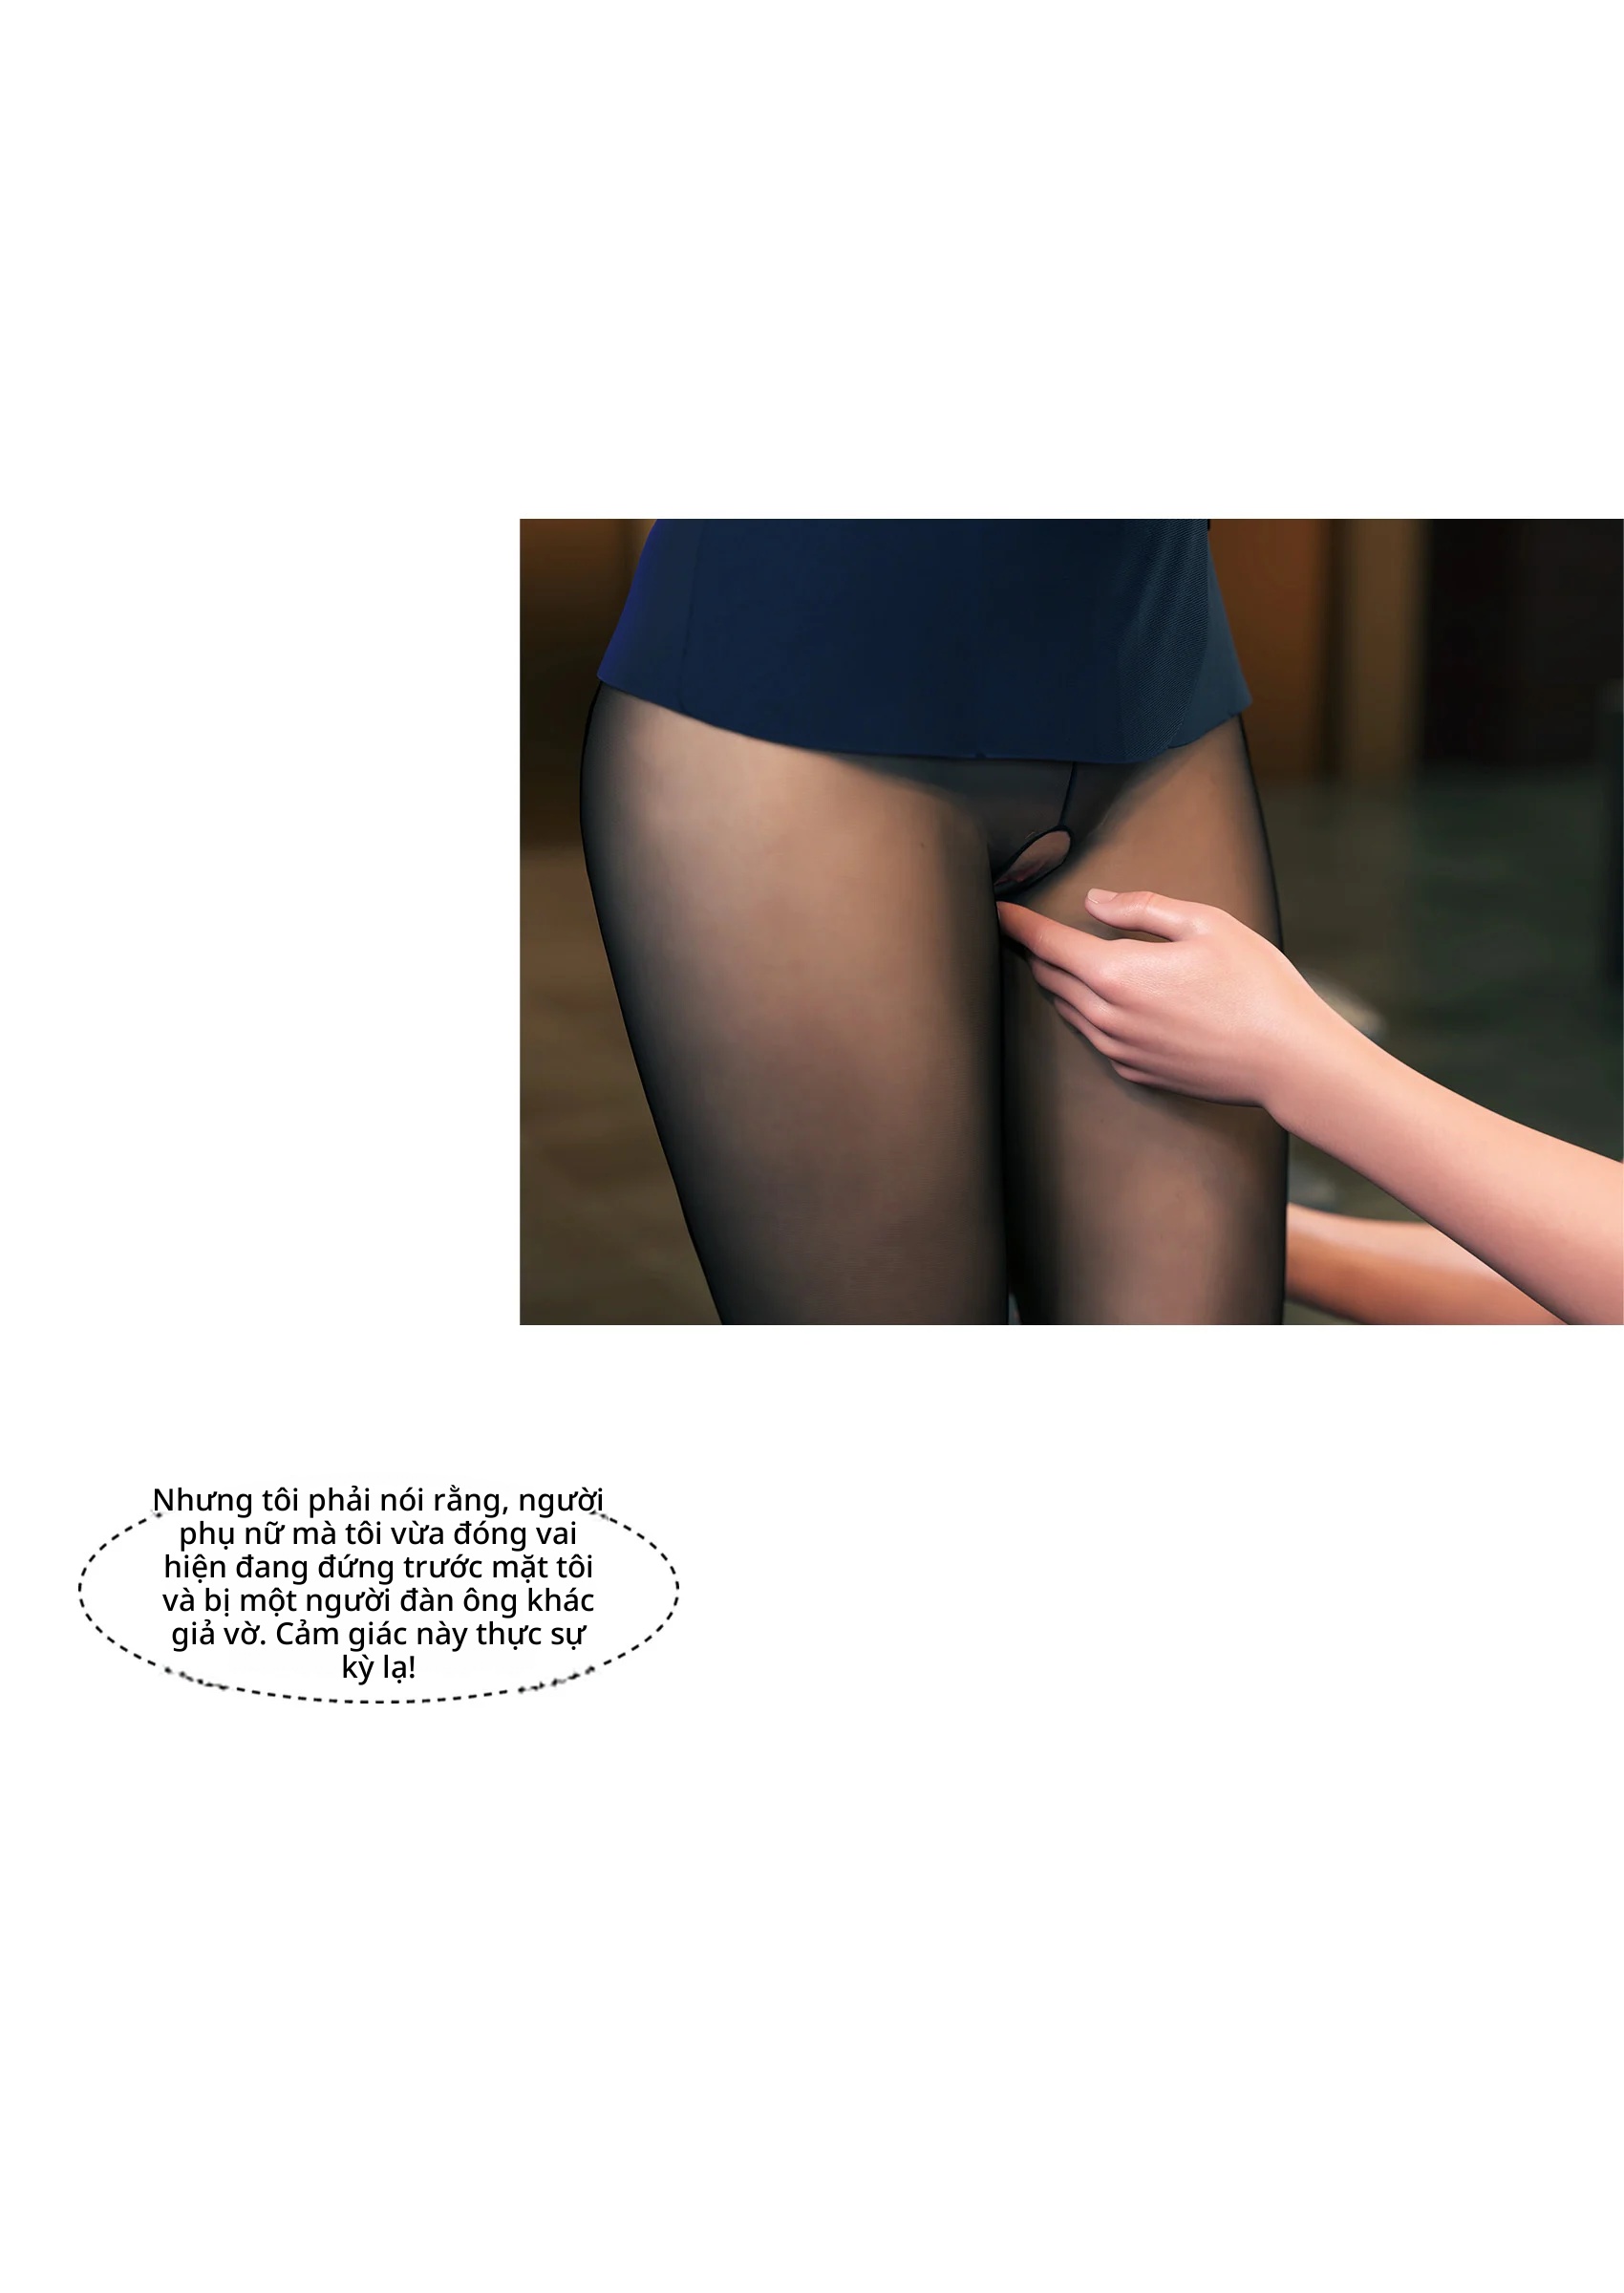 Nhưng tôi phải nói rằng, người
phụ nữ mà tôi vừa đóng vai
hiện đang đứng trước mặt tôi
và bị một người đàn ông khác
giả vờ. Cảm giác này thực sự
kỳ lạ!